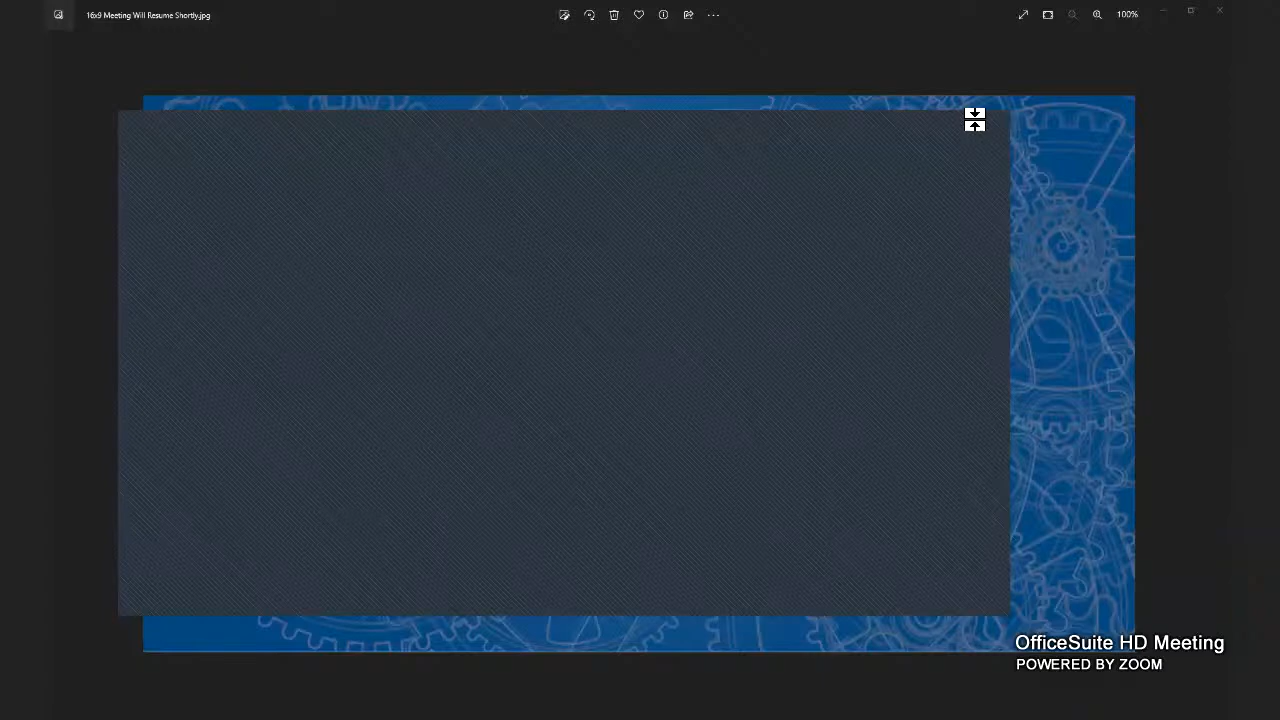 16x9 Meeting Will Resume Shortly.jpg
100%
OfficeSuite HD Meeting
POWERED BY ZOOM